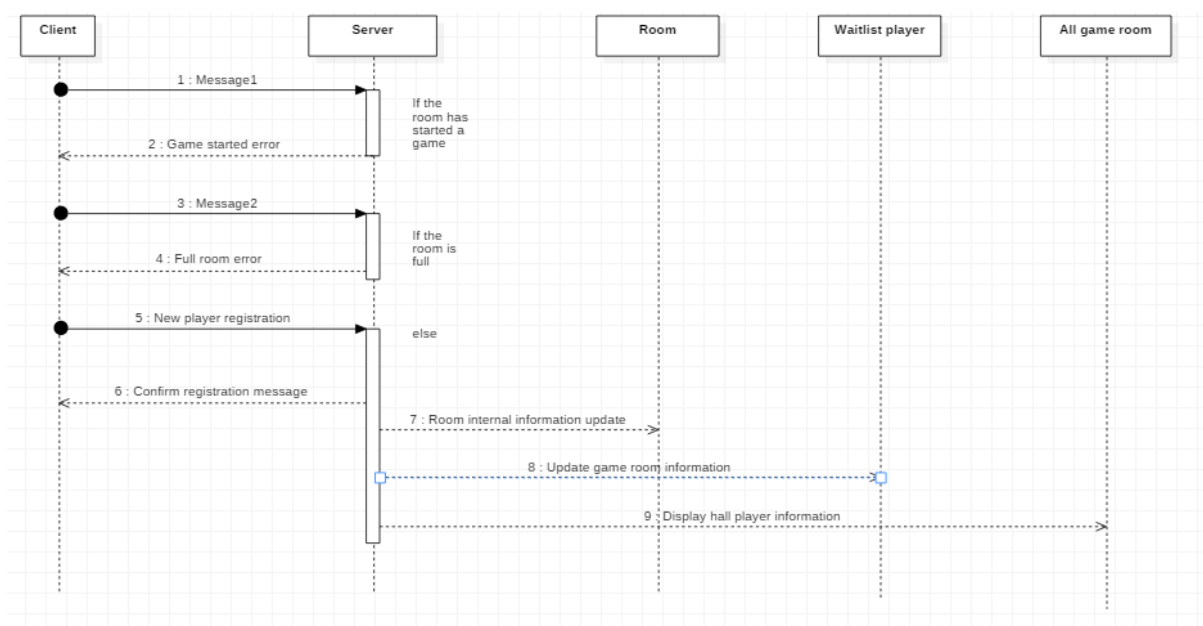 Client
Server
Room
Waitlist player
All game room
1 : Message1
If the
room has
started a
game
2 : Game started error
3 : Message2
If the
room is
full
4 : Full room error
5 : New player registration
else
6 : Confirm registration message
7 : Room internal information update
8 : Update game room information
9 : Display hall player information